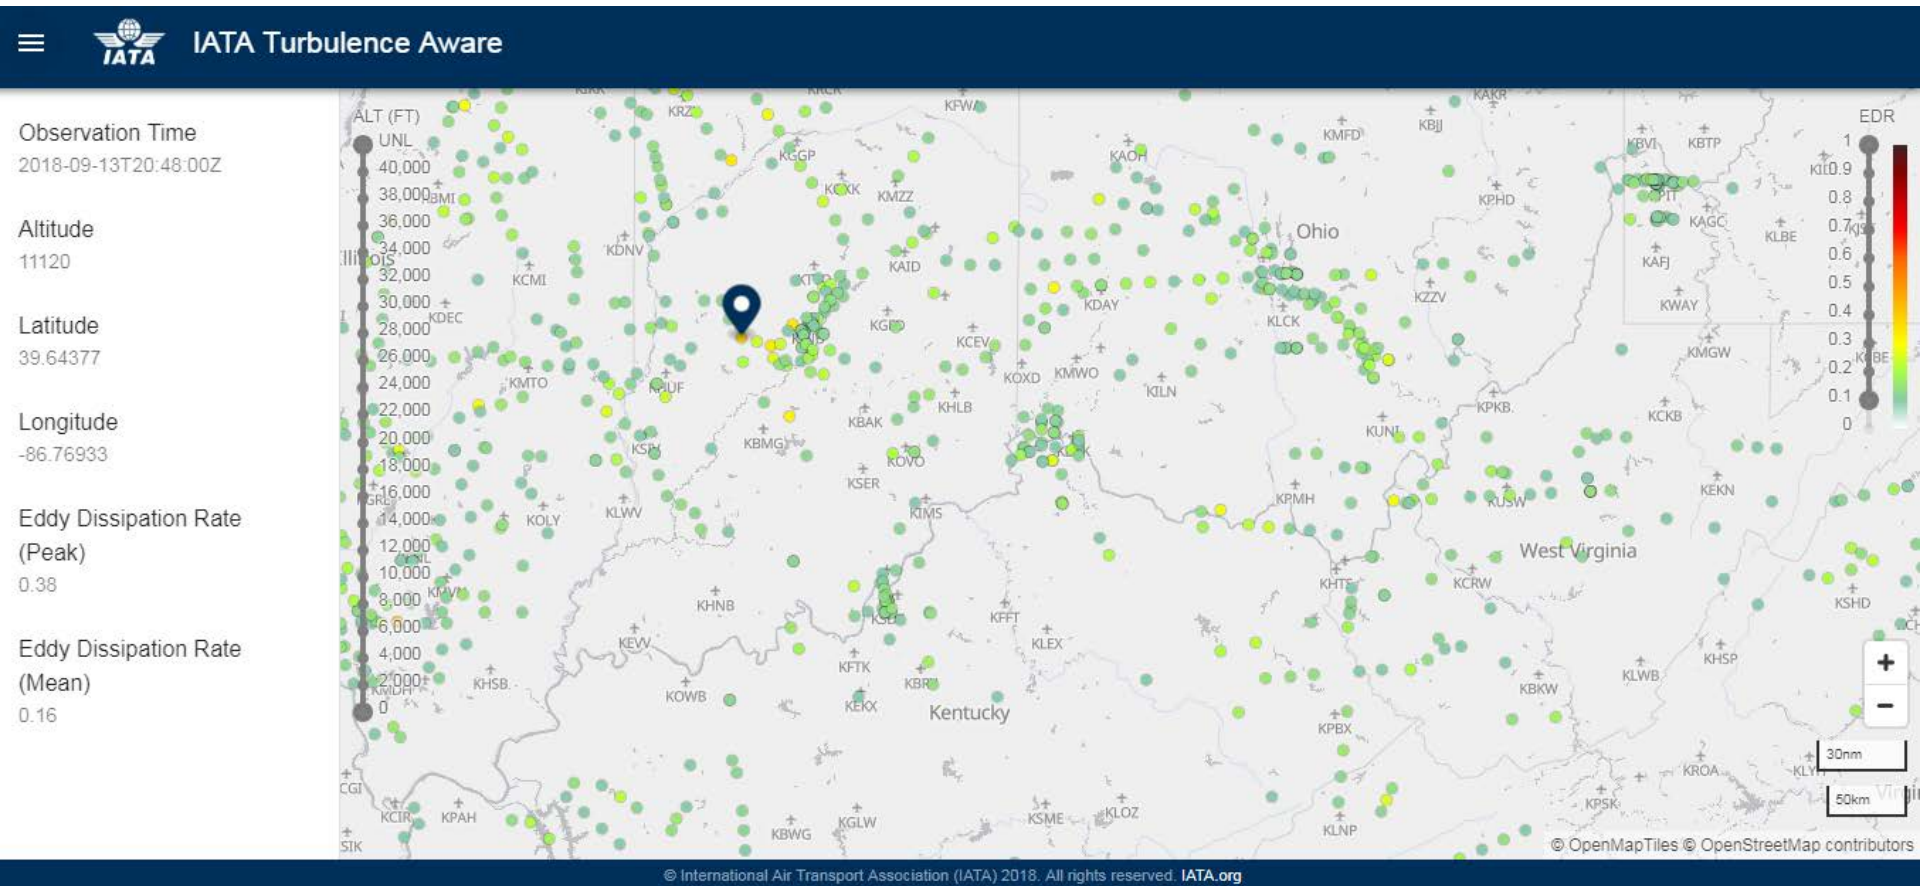 IATA
IATA Turbulence Aware
Observation Time
2018-09-13T20:48:00Z
Altitude
11120
Latitude
39.64377
Longitude
-86.76933
Eddy Dissipation Rate
(Peak)
0.38
Eddy Dissipation Rate
(Mean)
0.16
ALT (FT)
UNL
40,000
38,000
36,000
34,000
32,000
30,000
28,000
26,000
24,000
22,000
20,000
18,000
16,000
14,000
12,000
10,000
8,000
6,000
4,000
2,000
0
EDR
1
0.9
0.8
0.7
0.6
0.5
0.4
0.3
0.2
0.1
0
KFWA
KAKR
KMFD
KBJJ
KBVI
KBTP
KGGP
KAOH
KOKK
KMZZ
KPHD
KAGC
KLBE
Ohio
KDNV
KCMI
KAID
KAFJ
KDEC
KDAY
KZZV
KWAY
KLCK
KCEV
KMGW
KMTO
KHUF
KOXD
KMWO
KILN
KHLB
KPKB
KCKB
KBAK
KUNI
KBMG
KOVO
KSER
KEKN
KPMH
KUSW
KOLY
KLWV
KIMS
West Virginia
KCRW
KHNB
KSHD
KFFT
KEVV
KLEX
KHSP
KFTK
KLWB
KHSB
KOWB
KBKW
KEKX
Kentucky
KPBX
KROA
30nm
50km
KCIR
KPAH
KBWG
KGLW
KSME
KLOZ
KLNP
KPSK
+
−
© OpenMapTiles © OpenStreetMap contributors
© International Air Transport Association (IATA) 2018. All rights reserved. IATA.org